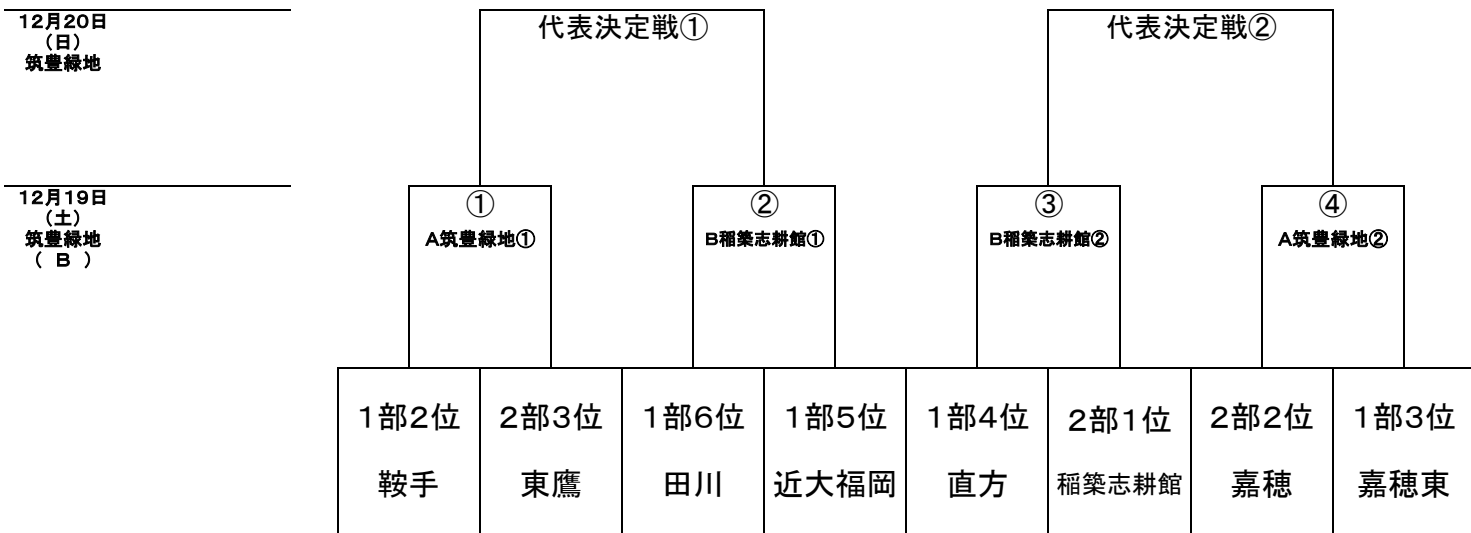 12月20日
(日)
筑豊緑地
代表決定戦①
代表決定戦②
12月19日
(土)
筑豊緑地
( B )
①
A筑豊緑地①
②
B稲築志耕館①
③
B稲築志耕館②
④
A筑豊緑地②
1部2位
2部3位
1部6位
1部5位
1部4位
2部1位
2部2位
1部3位
鞍手
東鷹
田川
近大福岡
直方
稲築志耕館
嘉穂
嘉穂東